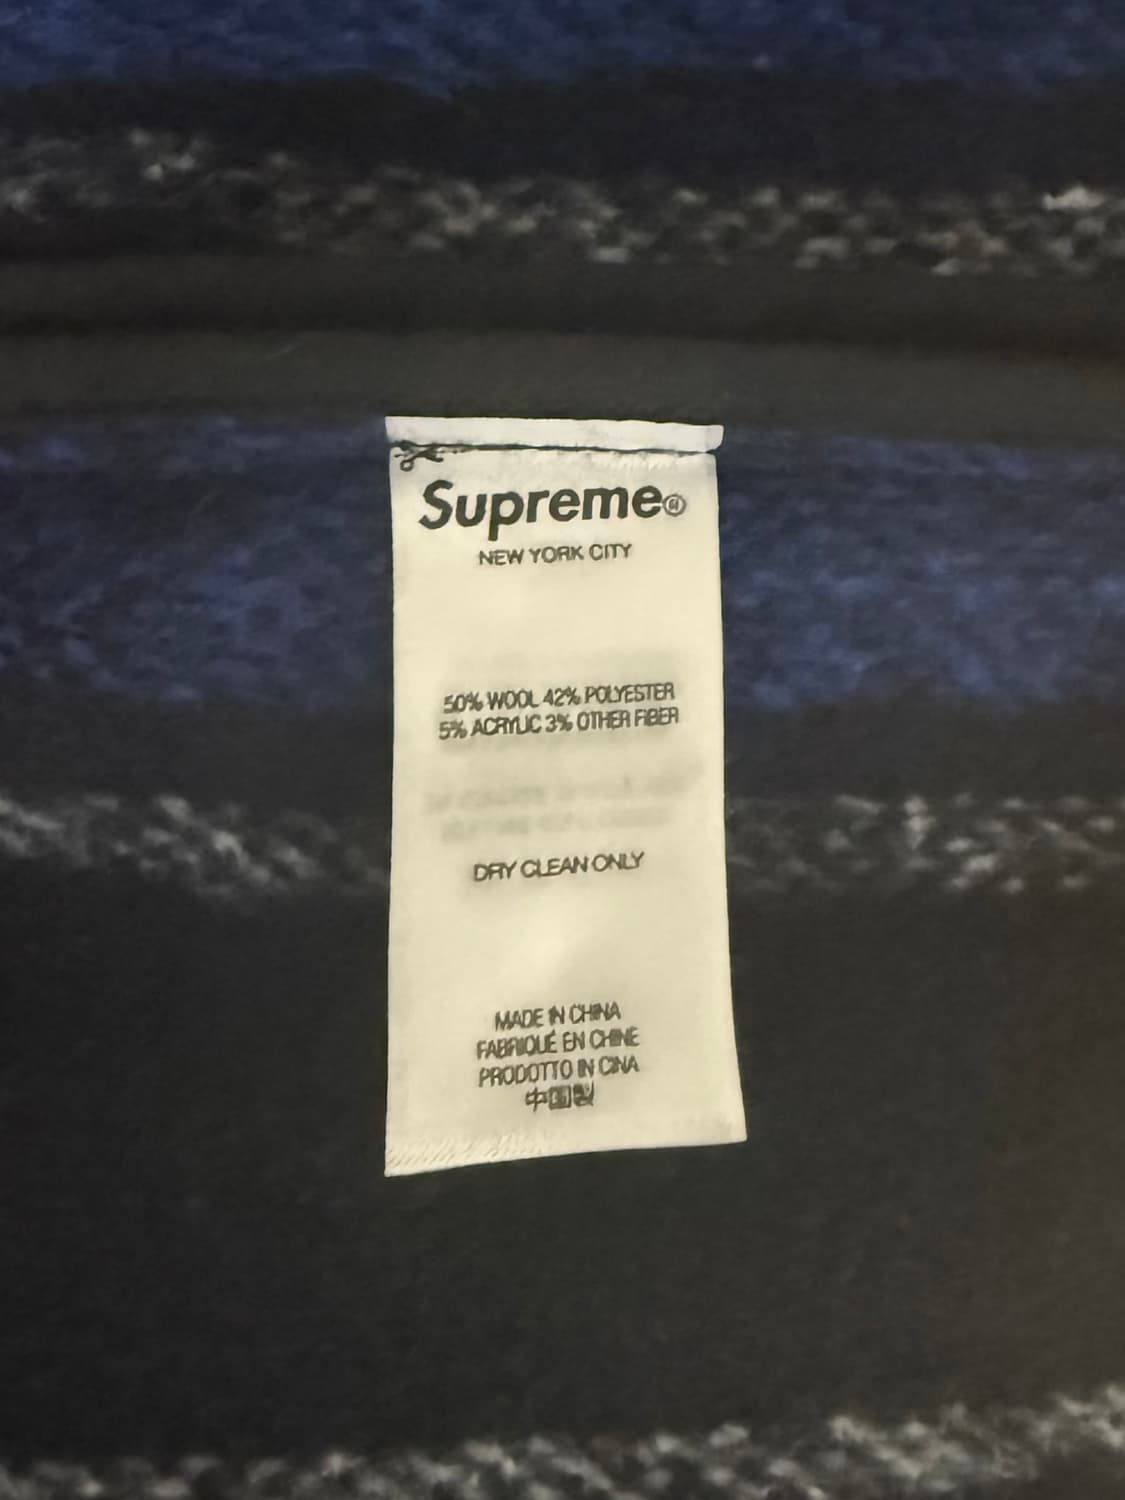 Supreme®
NEW YORK CITY
50% WOOL 42% POLYESTER
5% ACRYLIC 3% OTHER FIBER
DRY CLEAN ONLY
MADE IN CHINA
FABRIQUÉ EN CHINE
PRODOTTO IN CINA
中国製